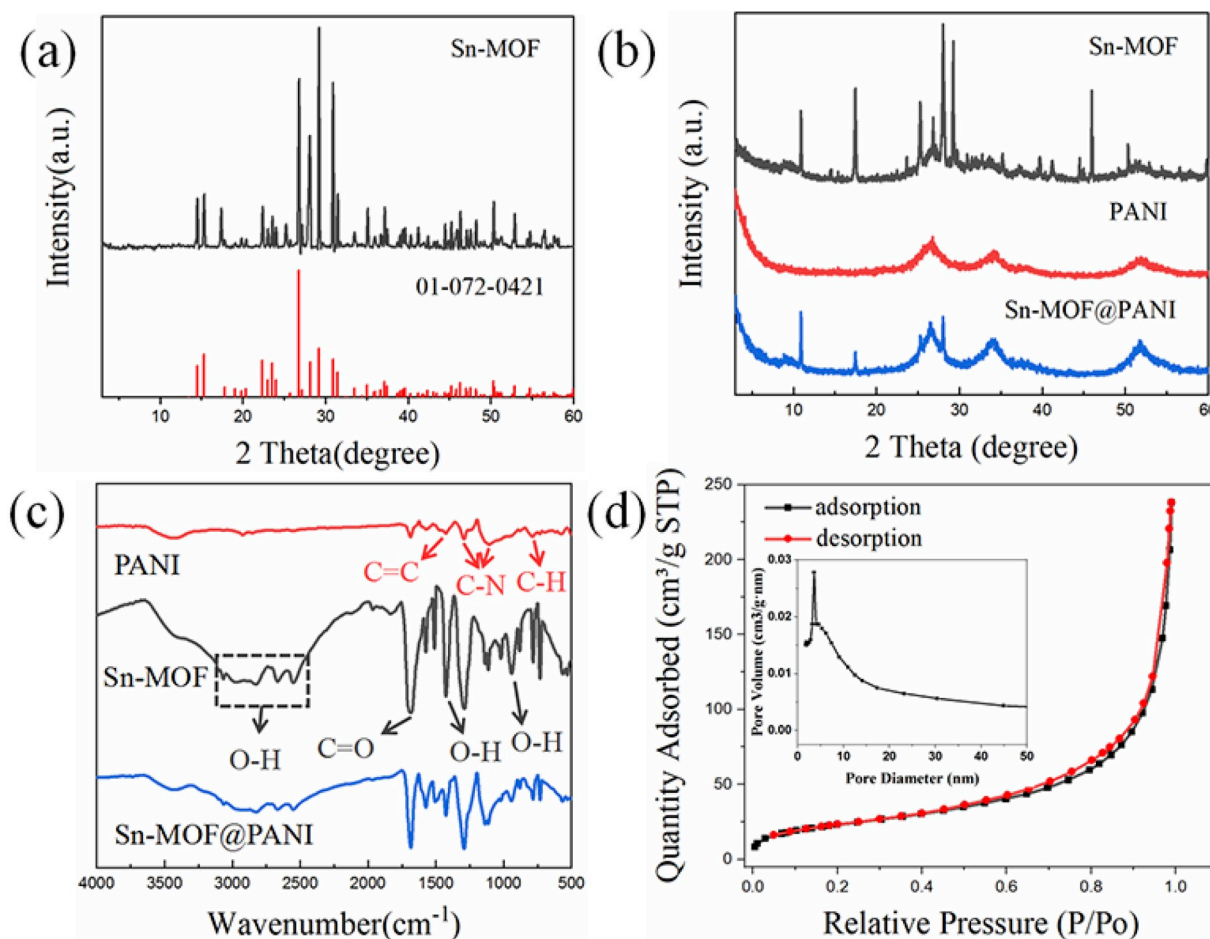 (a)
Sn-MOF
01-072-0421
Intensity(a.u.)
10 20 30 40 50 60
2 Theta(degree)
(b)
Sn-MOF
PANI
Sn-MOF@PANI
Intensity (a.u.)
10 20 30 40 50 60
2 Theta (degree)
(c)
PANI
C=C
C-N
C-H
Sn-MOF
O-H
C=O
O-H
O-H
Sn-MOF@PANI
4000 3500 3000 2500 2000 1500 1000 500
Wavenumber(cm⁻¹)
(d)
adsorption
desorption
Quantity Adsorbed (cm³/g STP)
250
200
150
100
50
0
0.0 0.2 0.4 0.6 0.8 1.0
Relative Pressure (P/Po)
Pore Volume (cm3/g·nm)
0.03
0.02
0.01
0.00
0 10 20 30 40 50
Pore Diameter (nm)